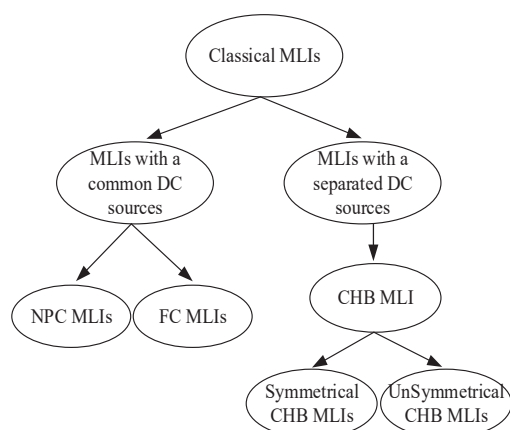 Classical MLIs
MLIs with a
common DC
sources
MLIs with a
separated DC
sources
NPC MLIs
FC MLIs
CHB MLI
Symmetrical
CHB MLIs
UnSymmetrical
CHB MLIs